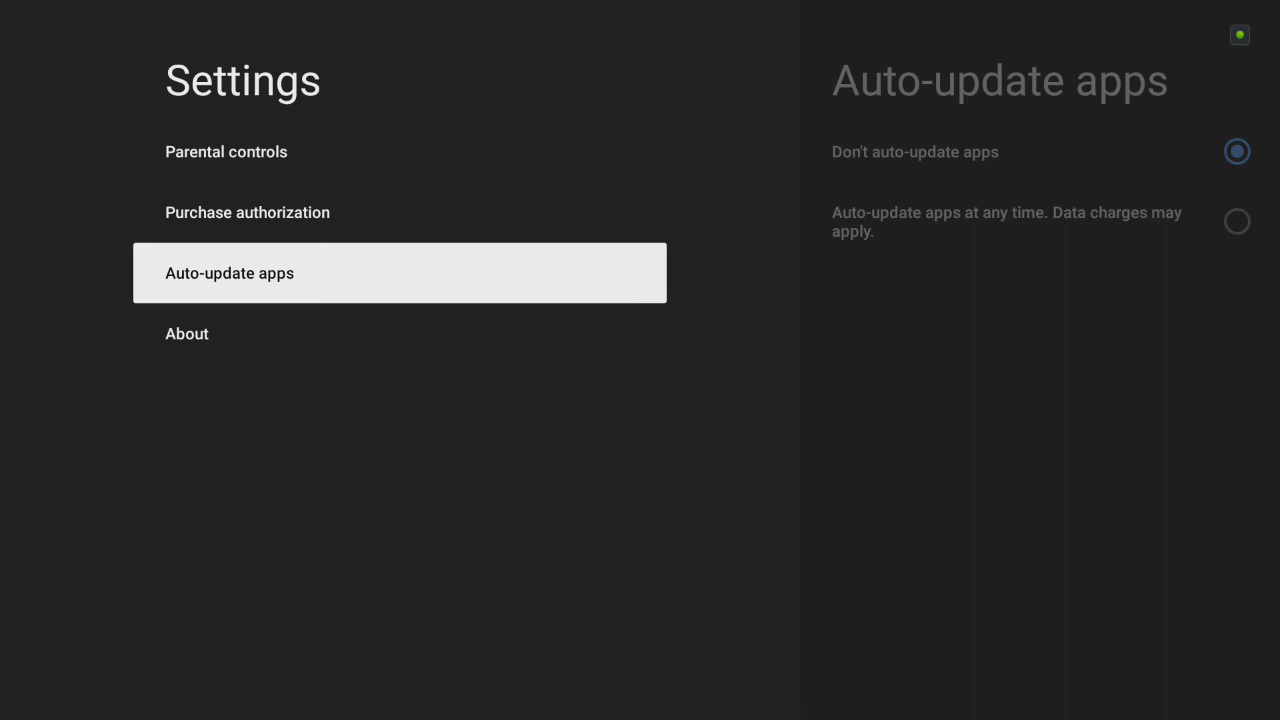 Settings
Parental controls
Purchase authorization
Auto-update apps
About
Auto-update apps
Don't auto-update apps
Auto-update apps at any time. Data charges may
apply.